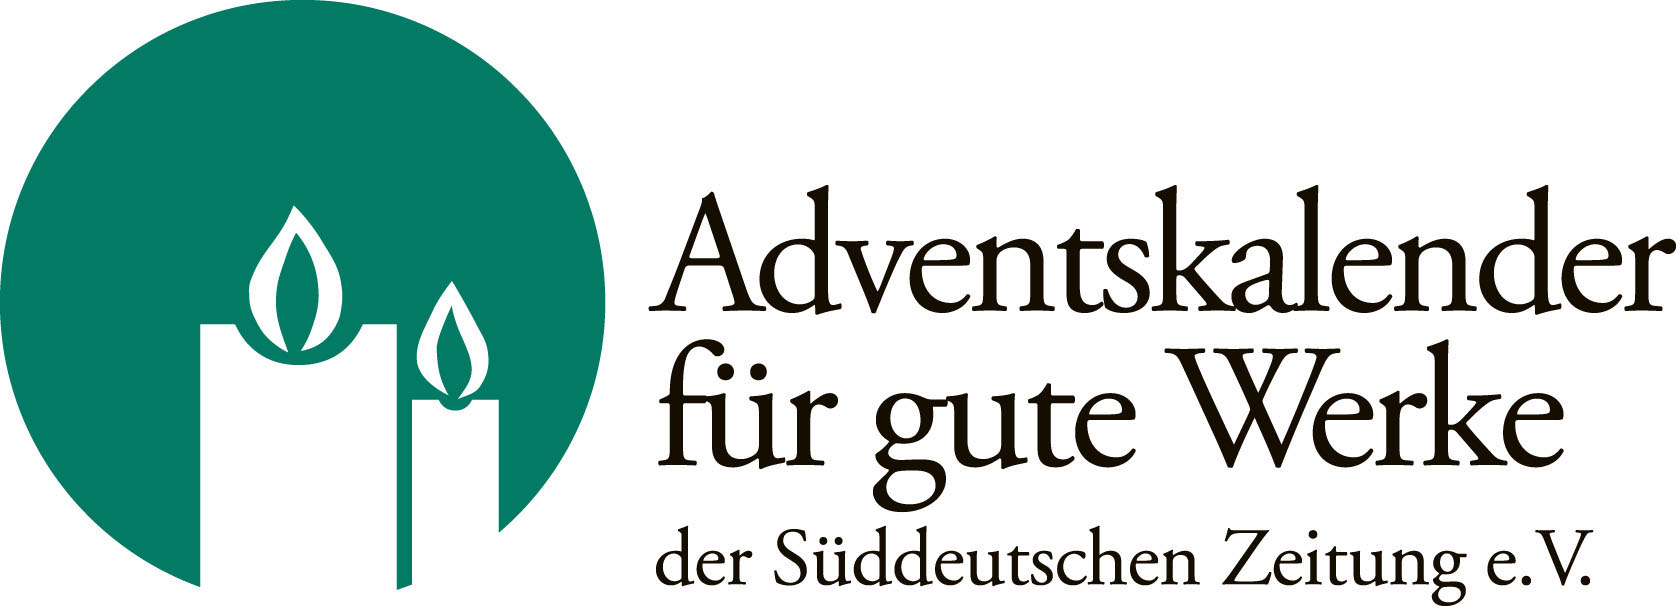 Adventskalender
für gute Werke
der Süddeutschen Zeitung e.V.